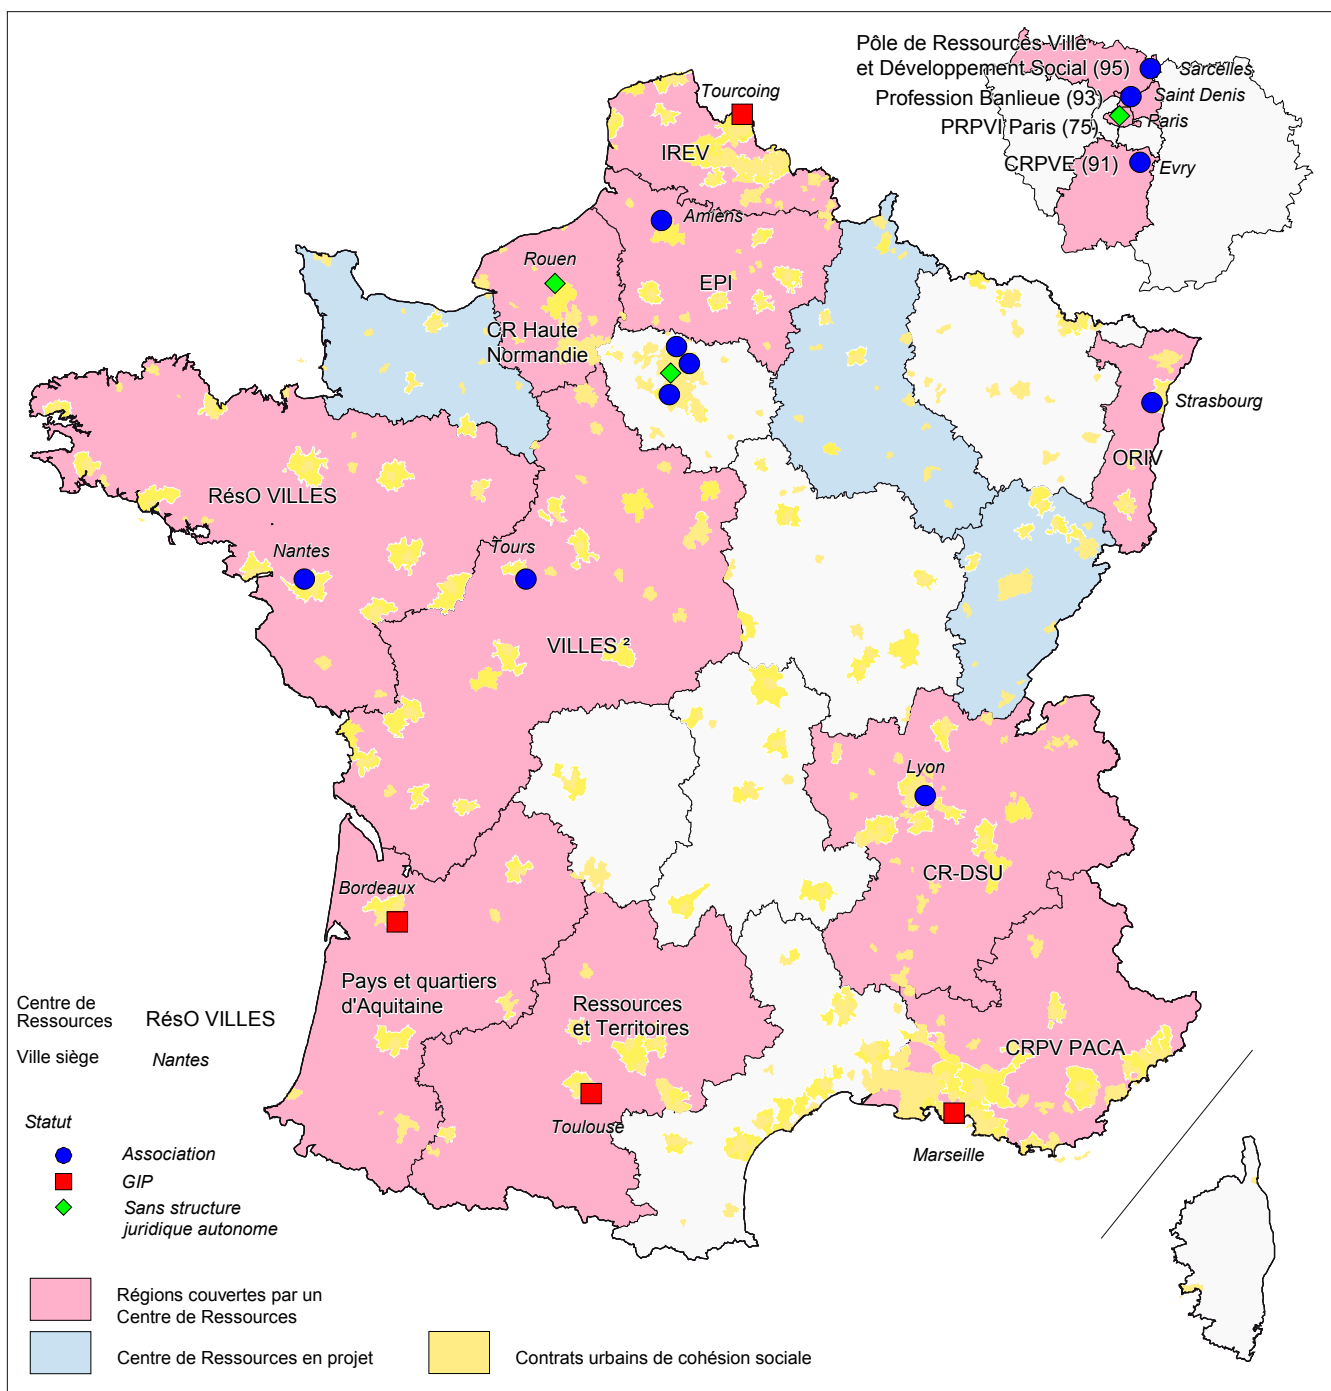 Pôle de Ressources Ville
et Développement Social (95)
Sarcelles
Profession Banlieue (93)
Saint Denis
PRPVI Paris (75)
Paris
CRPVE (91)
Evry
Tourcoing
IREV
Amiens
EPI
Rouen
CR Haute
Normandie
Strasbourg
ORIV
RésO VILLES
Nantes
Tours
VILLES ²
Lyon
CR-DSU
Bordeaux
Pays et quartiers
d'Aquitaine
Ressources
et Territoires
Toulouse
CRPV PACA
Marseille
Centre de
Ressources
RésO VILLES
Ville siège
Nantes
Statut
Association
GIP
Sans structure
juridique autonome
Régions couvertes par un
Centre de Ressources
Centre de Ressources en projet
Contrats urbains de cohésion sociale